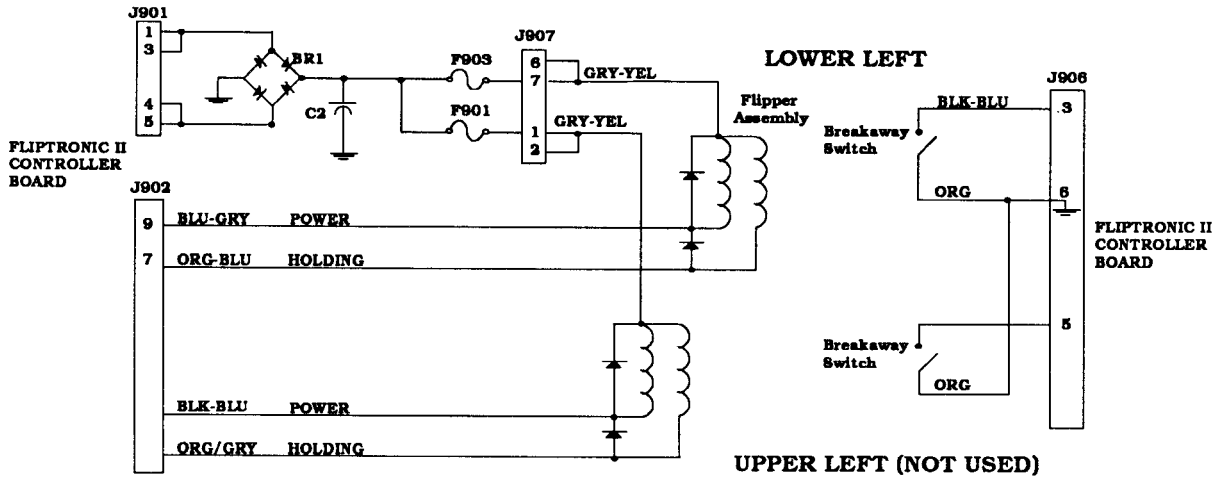 J901
1
3
4
5
BR1
C2
F903
F901
J907
6
7
1
2
GRY-YEL
GRY-YEL
LOWER LEFT
Flipper
Assembly
FLIPTRONIC II
CONTROLLER
BOARD
J902
9
BLU-GRY
POWER
7
ORG-BLU
HOLDING
BLK-BLU
POWER
ORG/GRY
HOLDING
J906
3
6
5
BLK-BLU
Breakaway
Switch
ORG
FLIPTRONIC II
CONTROLLER
BOARD
Breakaway
Switch
ORG
UPPER LEFT (NOT USED)